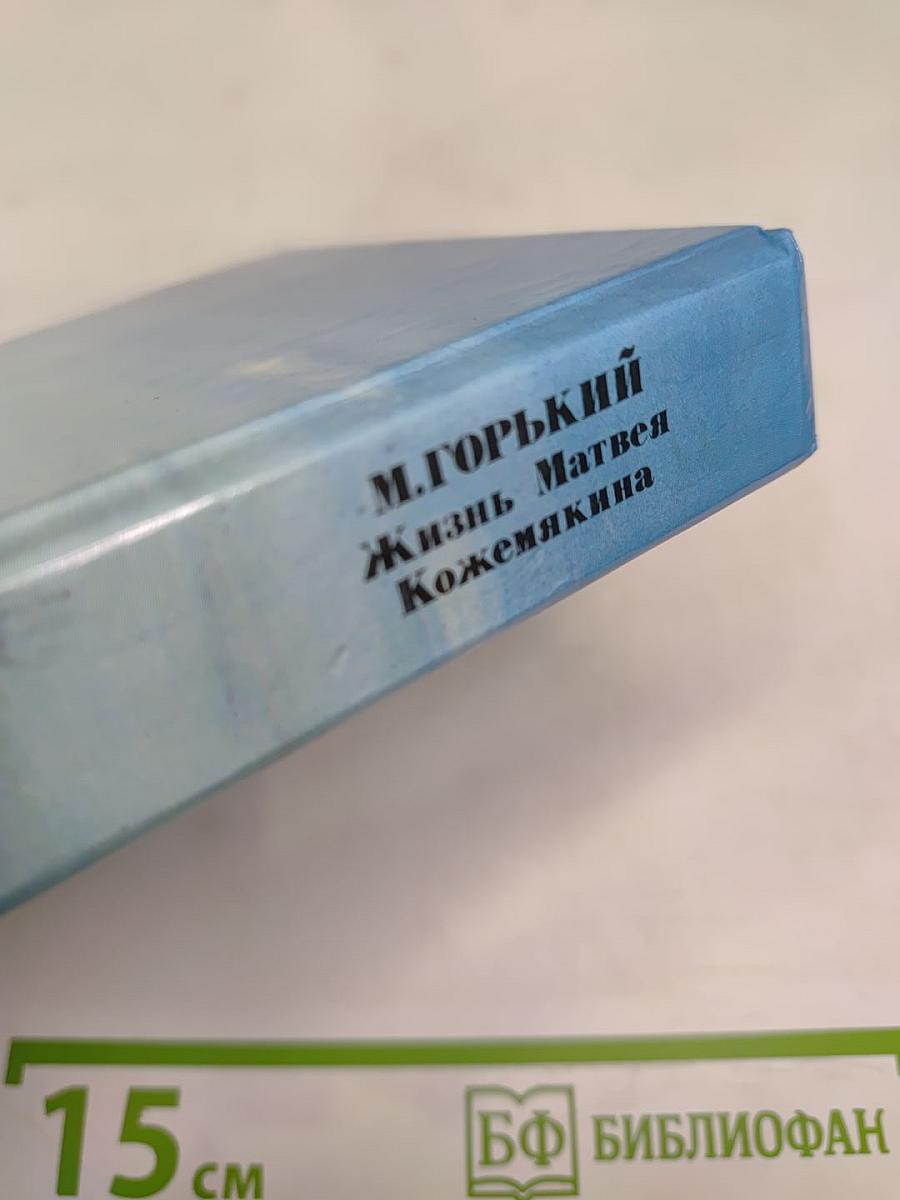 М.ГОРЬКИЙ
Жизнь Матвея
Кожемякина
15 см
БФ БИБЛИОФАН